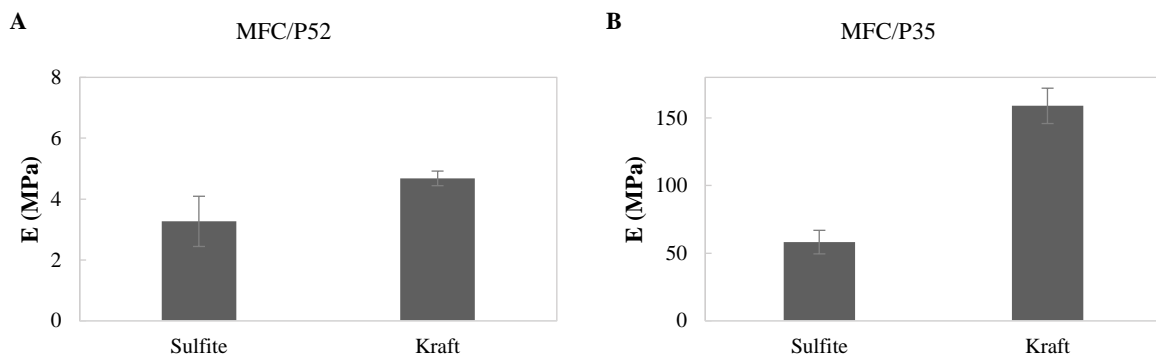 A
MFC/P52
E (MPa)
8
6
4
2
0
Sulfite
Kraft
B
MFC/P35
E (MPa)
150
100
50
0
Sulfite
Kraft